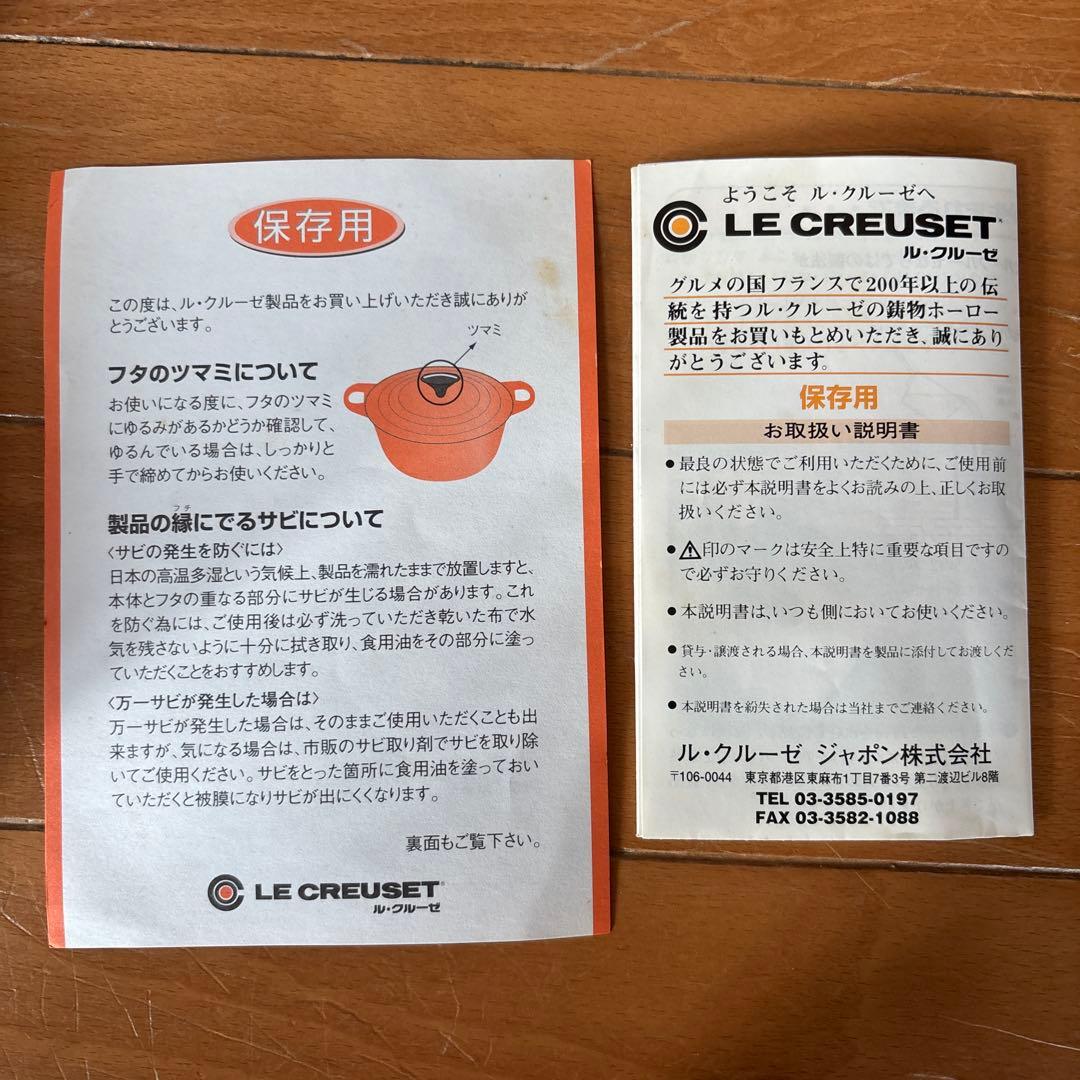 保存用
この度は、ル・クルーゼ製品をお買い上げいただき誠にありが
とうございます。
ツマミ
フタのツマミについて
お使いになる度に、フタのツマミ
にゆるみがあるかどうか確認して、
ゆるんでいる場合は、しっかりと
手で締めてからお使いください。
フチ
製品の縁にでるサビについて
〈サビの発生を防ぐには〉
日本の高温多湿という気候上、製品を濡れたままで放置しますと、
本体とフタの重なる部分にサビが生じる場合があります。これ
を防ぐ為には、ご使用後は必ず洗っていただき乾いた布で水
気を残さないように十分に拭き取り、食用油をその部分に塗っ
ていただくことをおすすめします。
〈万一サビが発生した場合は〉
万一サビが発生した場合は、そのままご使用いただくことも出
来ますが、気になる場合は、市販のサビ取り剤でサビを取り除
いてご使用ください。サビをとった箇所に食用油を塗っておい
ていただくと被膜になりサビが出にくくなります。
裏面もご覧下さい。
LE CREUSET®
ル・クルーゼ
ようこそ ル・クルーゼへ
LE CREUSET®
ル・クルーゼ
グルメの国フランスで200年以上の伝
統を持つル・クルーゼの鋳物ホーロー
製品をお買いもとめいただき、誠にあり
がとうございます。
保存用
お取扱い説明書
●最良の状態でご利用いただくために、ご使用前
には必ず本説明書をよくお読みの上、正しくお取
扱いください。
●⚠印のマークは安全上特に重要な項目ですの
で必ずお守りください。
●本説明書は、いつも側においてお使いください。
●貸与・譲渡される場合、本説明書を製品に添付してお渡しくだ
さい。
●本説明書を紛失された場合は当社までご連絡ください。
ル・クルーゼ ジャポン株式会社
〒106-0044 東京都港区東麻布1丁目7番3号 第二渡辺ビル8階
TEL 03-3585-0197
FAX 03-3582-1088